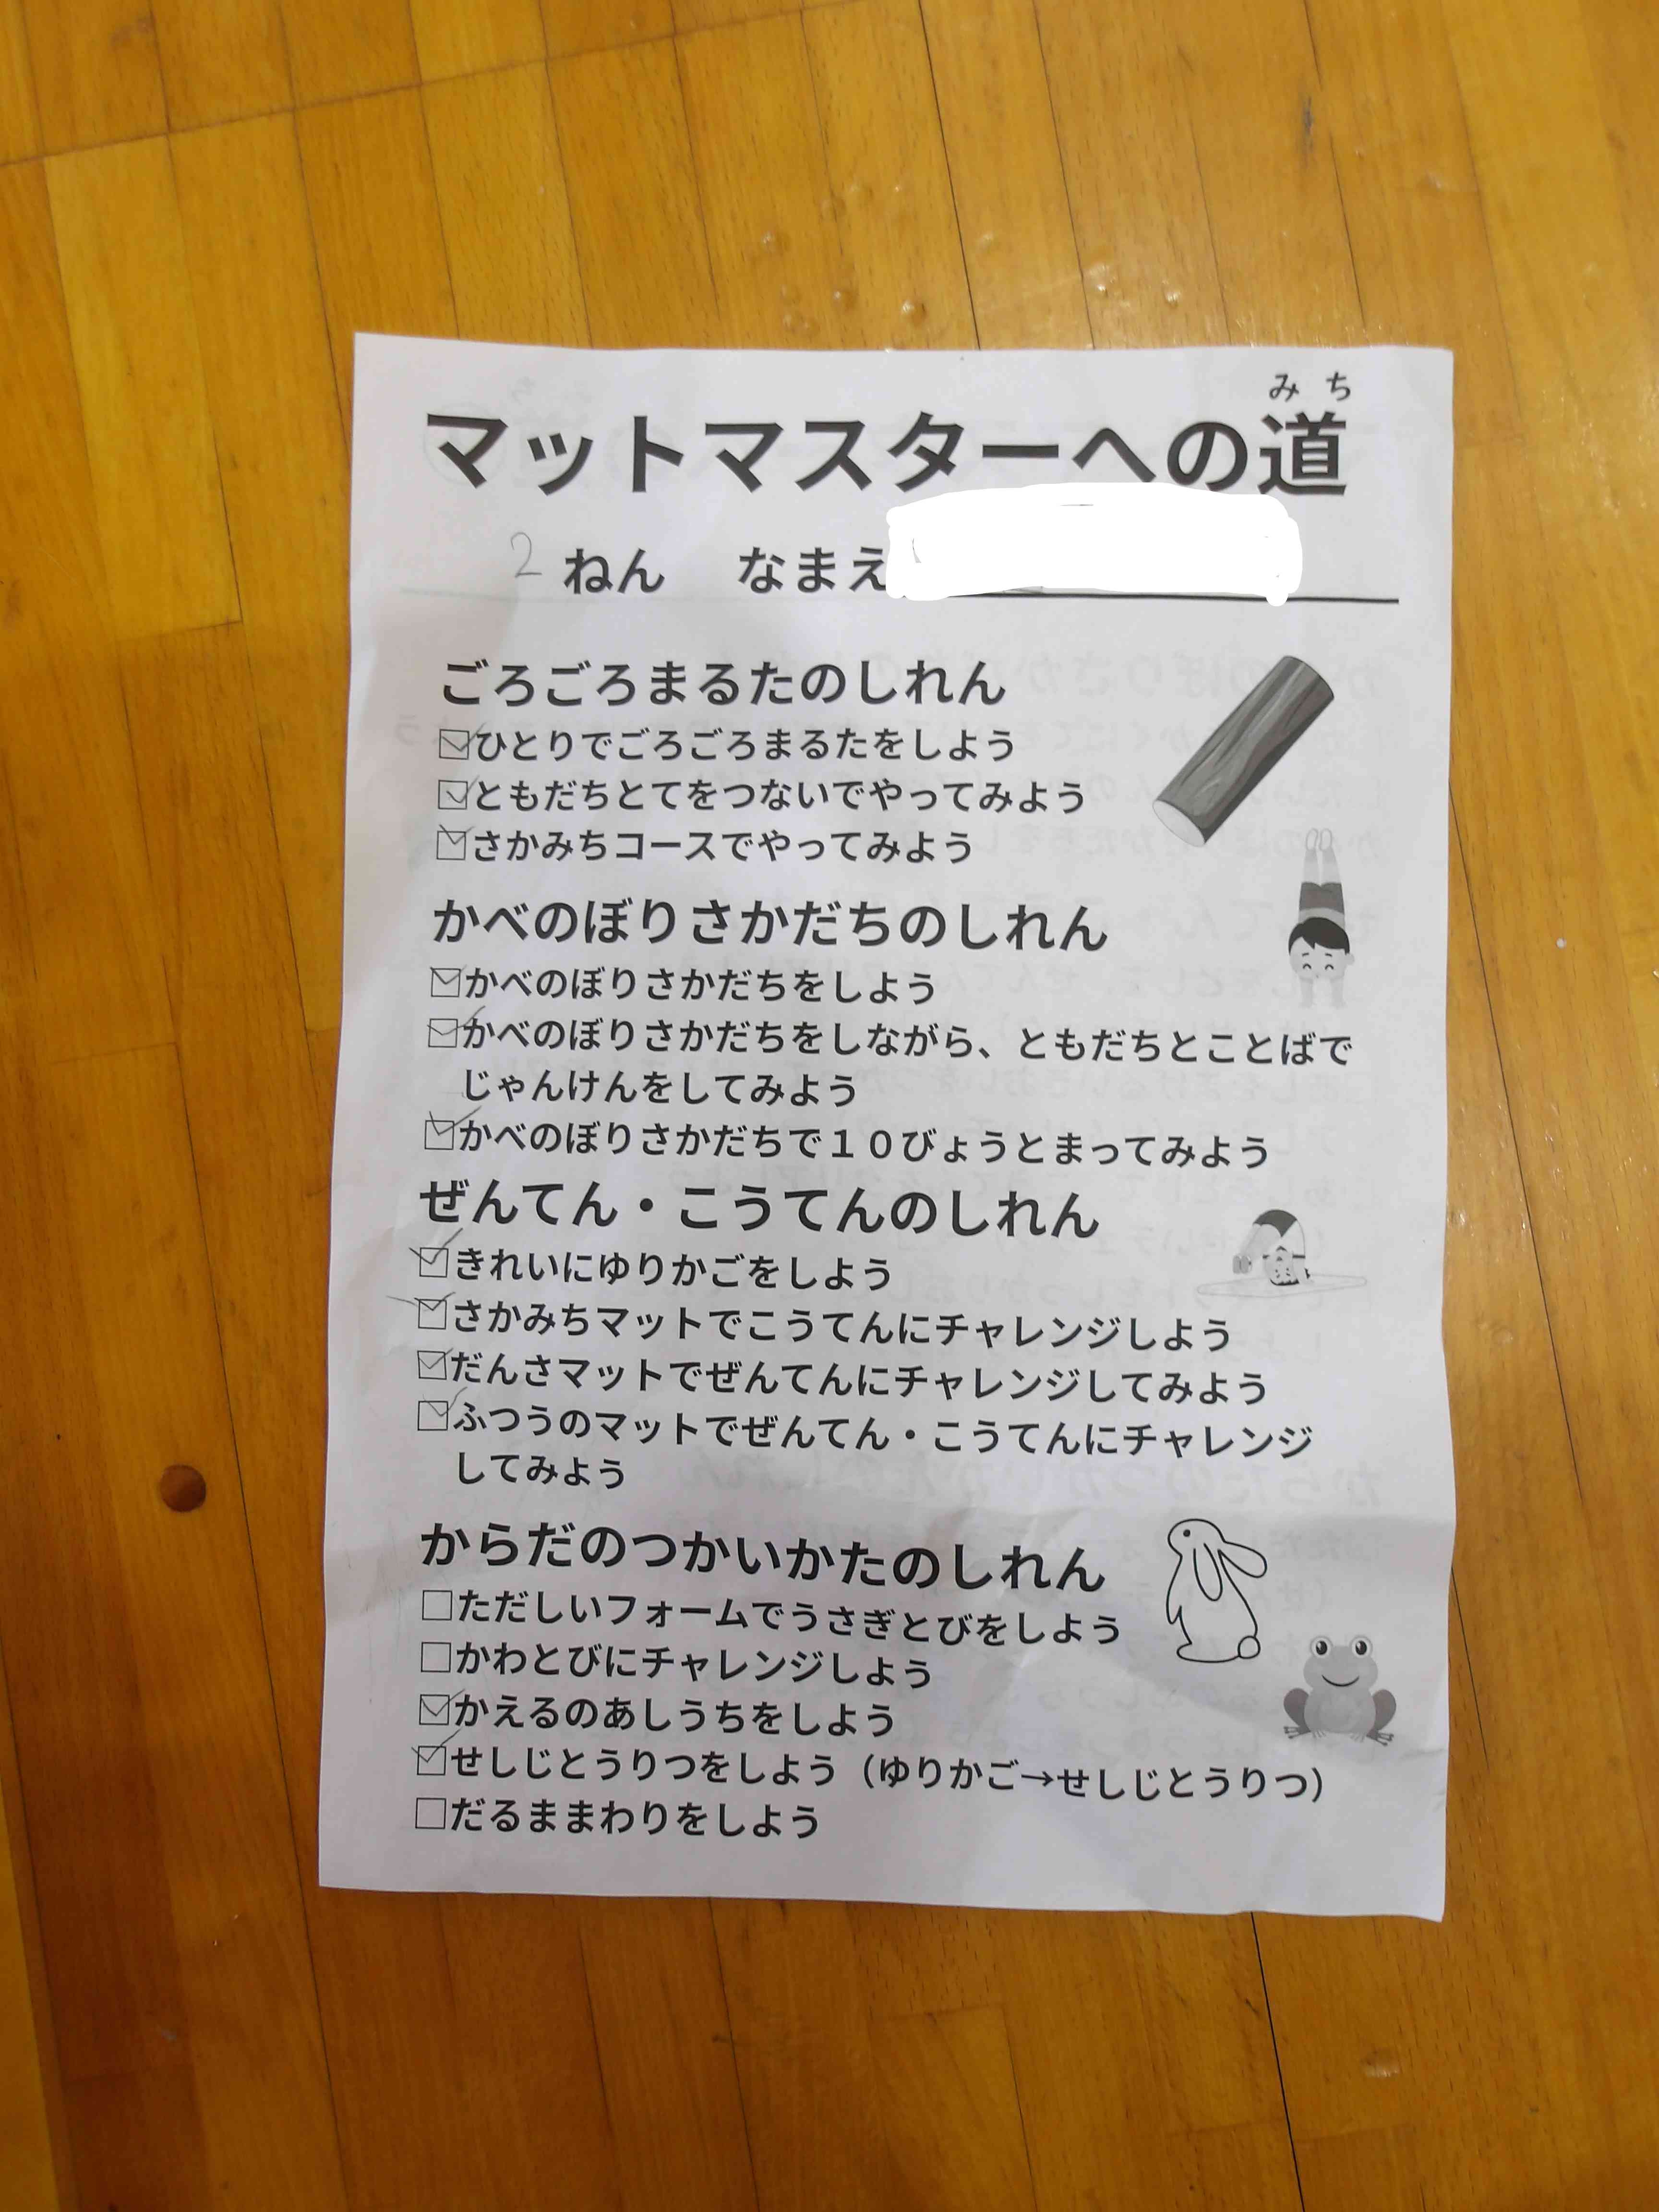 みち
マットマスターへの道
2 ねん なまえ
ごろごろまるたのしれん
☑ひとりでごろごろまるたをしよう
☑ともだちとてをつないでやってみよう
☑さかみちコースでやってみよう
かべのぼりさかだちのしれん
☑かべのぼりさかだちをしよう
☑かべのぼりさかだちをしながら、ともだちとことばで
じゃんけんをしてみよう
☑かべのぼりさかだちで１０びょうとまってみよう
ぜんてん・こうてんのしれん
☑きれいにゆりかごをしよう
☑さかみちマットでこうてんにチャレンジしよう
☑だんさマットでぜんてんにチャレンジしてみよう
☑ふつうのマットでぜんてん・こうてんにチャレンジ
してみよう
からだのつかいかたのしれん
□ただしいフォームでうさぎとびをしよう
□かわとびにチャレンジしよう
☑かえるのあしうちをしよう
☑せしじとうりつをしよう（ゆりかご→せしじとうりつ）
□だるままわりをしよう